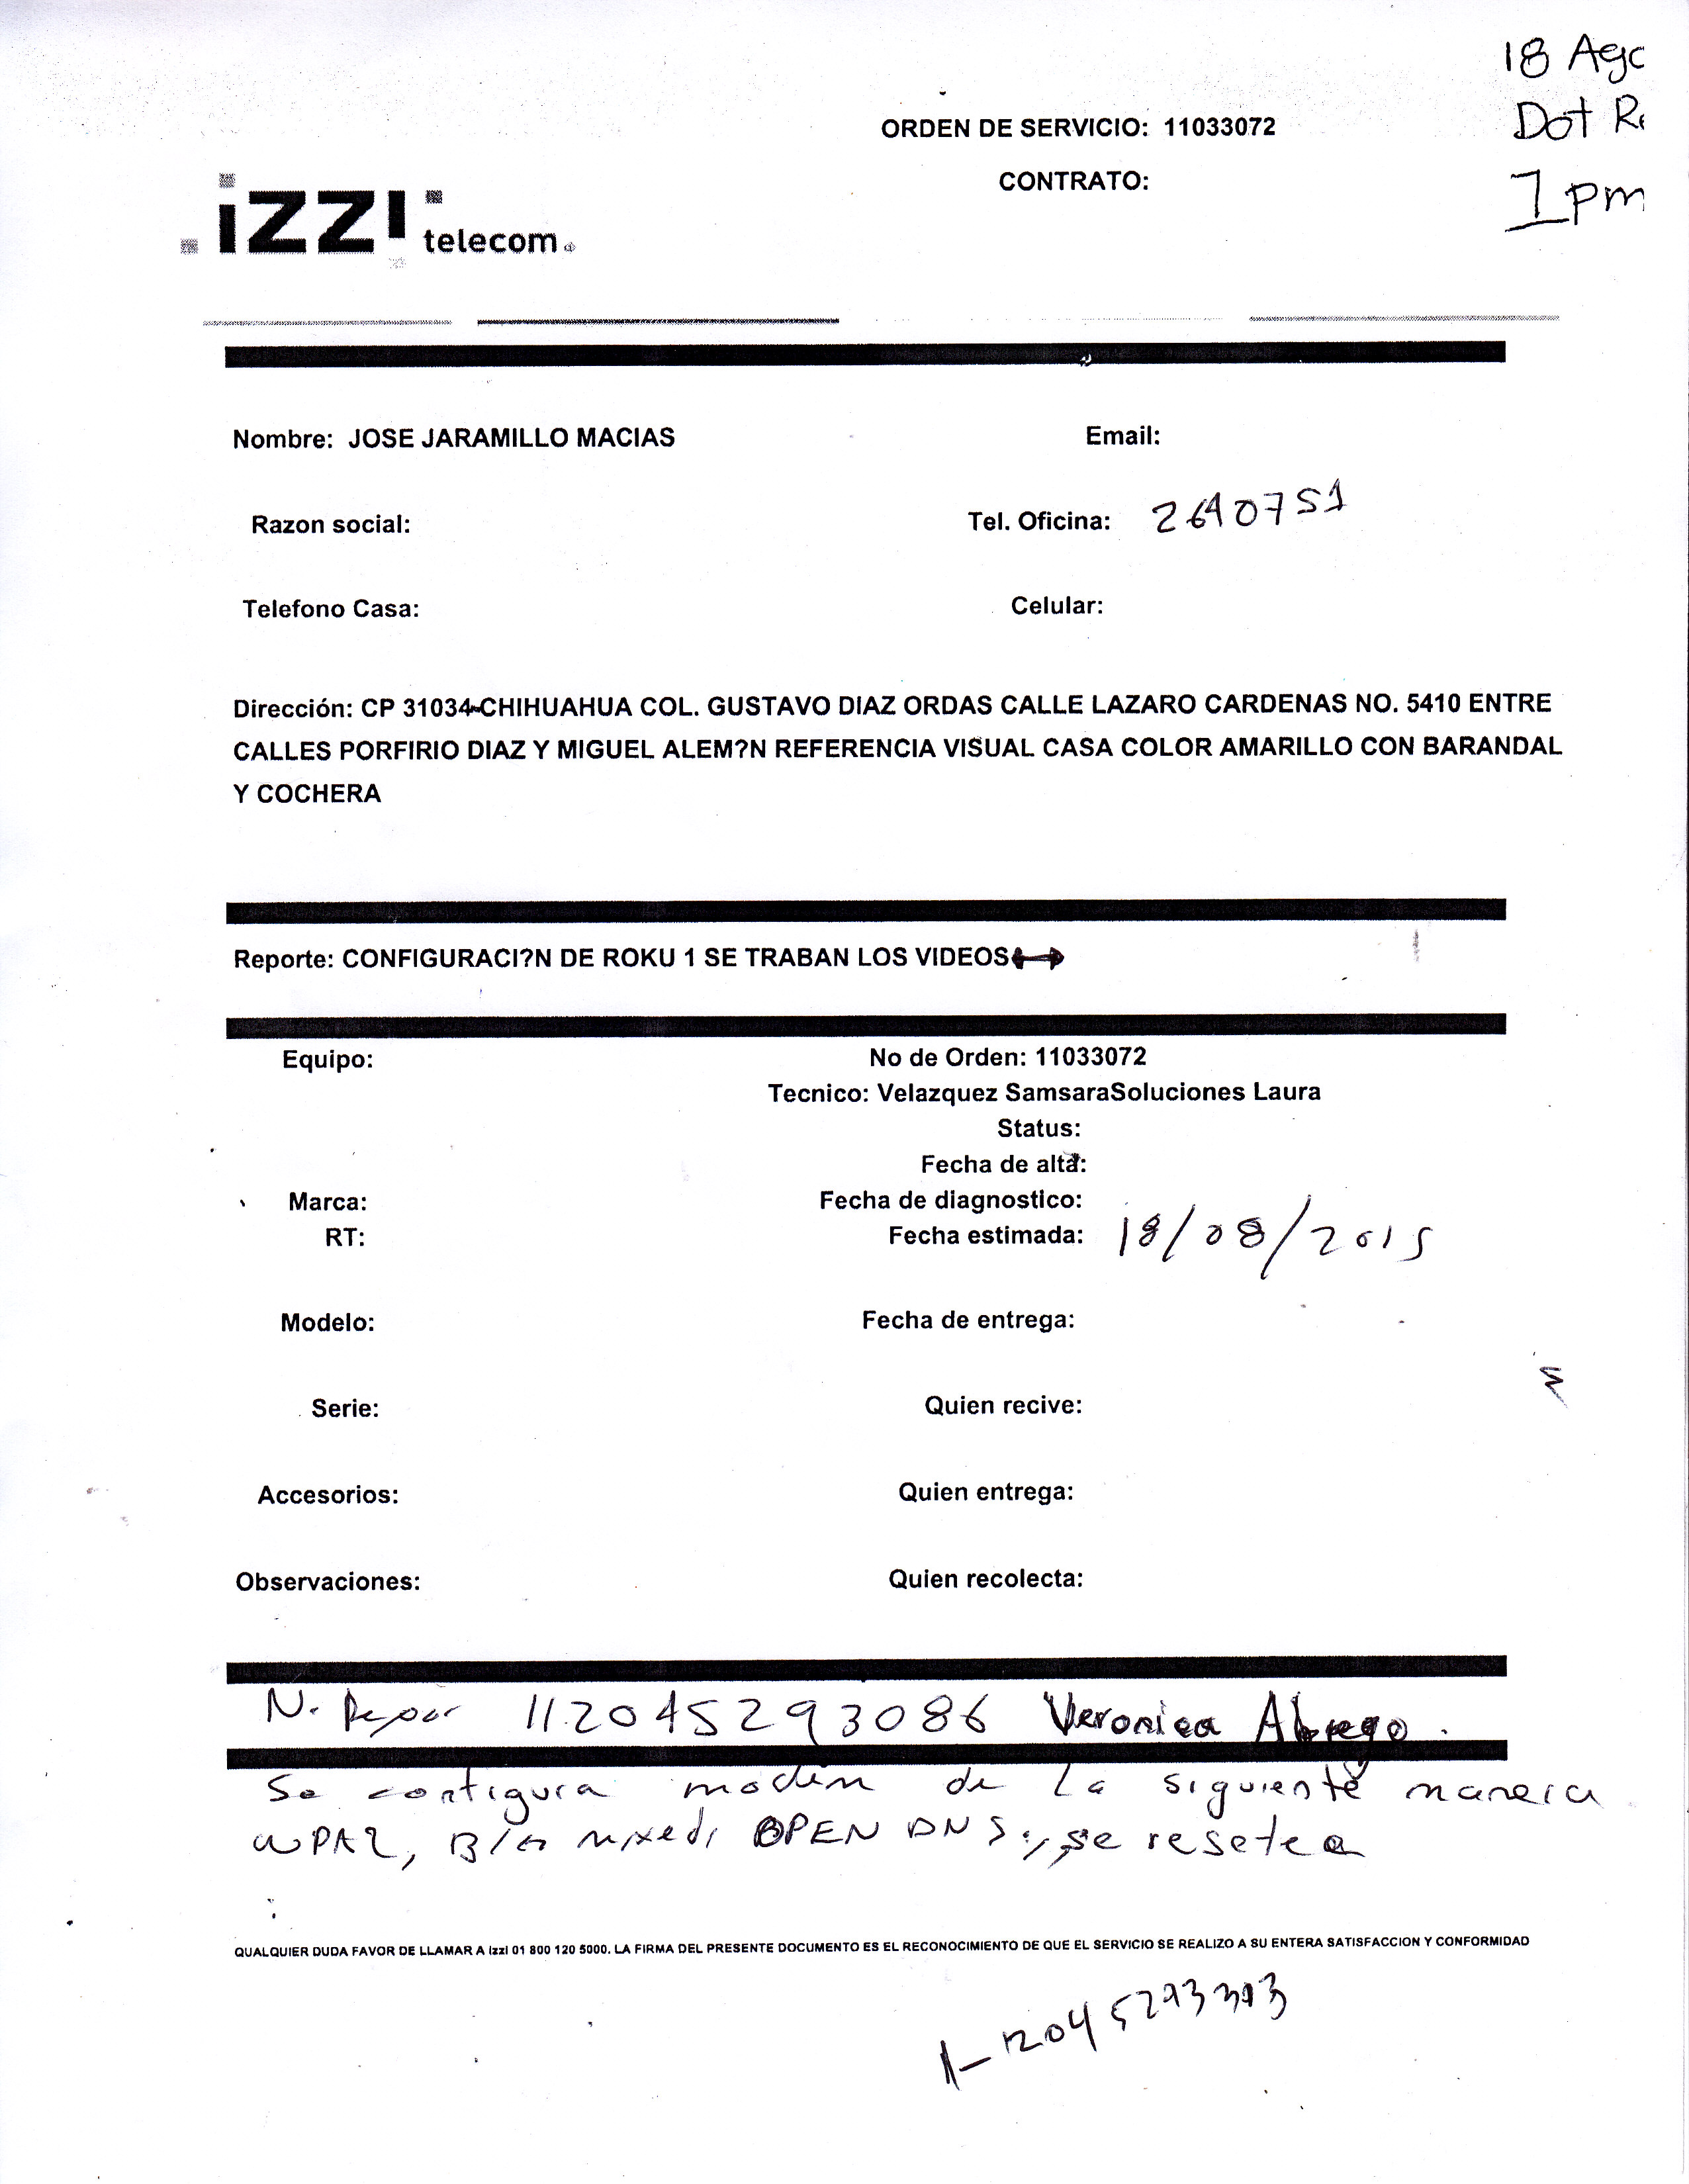 18 Ago
Dot R
1 pm
ORDEN DE SERVICIO: 11033072
CONTRATO:
izzi telecom
Nombre: JOSE JARAMILLO MACIAS
Email:
Razon social:
Tel. Oficina: 2640751
Telefono Casa:
Celular:
Dirección: CP 31034-CHIHUAHUA COL. GUSTAVO DIAZ ORDAS CALLE LAZARO CARDENAS NO. 5410 ENTRE
CALLES PORFIRIO DIAZ Y MIGUEL ALEM?N REFERENCIA VISUAL CASA COLOR AMARILLO CON BARANDAL
Y COCHERA
Reporte: CONFIGURACI?N DE ROKU 1 SE TRABAN LOS VIDEOS
Equipo:
No de Orden: 11033072
Tecnico: Velazquez SamsaraSoluciones Laura
Status:
Fecha de alta:
Marca:
Fecha de diagnostico:
RT:
Fecha estimada: 18/08/2015
Modelo:
Fecha de entrega:
Serie:
Quien recive:
Accesorios:
Quien entrega:
Observaciones:
Quien recolecta:
N. 112045293086 Veronica Abrego.
Se configura modem de la siguiente manera
WPA2, B/G mixed, OPEN DNS, se resetea
QUALQUIER DUDA FAVOR DE LLAMAR A izzi 01 800 120 5000. LA FIRMA DEL PRESENTE DOCUMENTO ES EL RECONOCIMIENTO DE QUE EL SERVICIO SE REALIZO A SU ENTERA SATISFACCION Y CONFORMIDAD